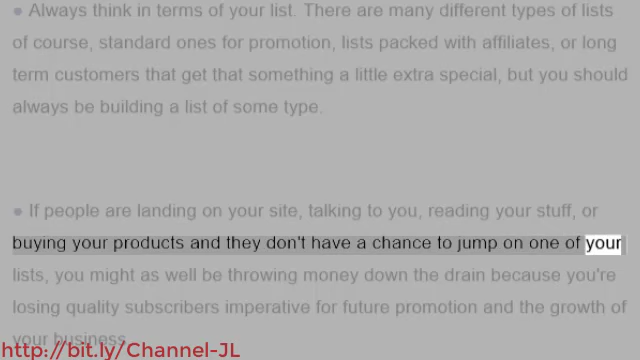 ● Always think in terms of your list. There are many different types of lists
of course, standard ones for promotion, lists packed with affiliates, or long
term customers that get that something a little extra special, but you should
always be building a list of some type.
● If people are landing on your site, talking to you, reading your stuff, or
buying your products and they don't have a chance to jump on one of your
lists, you might as well be throwing money down the drain because you're
losing quality subscribers imperative for future promotion and the growth of
your business.
http://bit.ly/Channel-JL